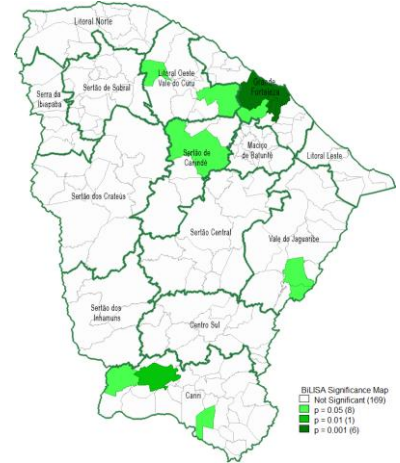 Litoral Norte
Grande
Fortaleza
Litoral Oeste
Vale do Curu
Serra da
Ibiapaba
Sertão de Sobral
Maciço
de Baturité
Sertão de
Canindé
Litoral Leste
Sertão dos Crateús
Sertão Central
Vale do Jaguaribe
Sertão dos
Inhamuns
Centro Sul
Cariri
BiLISA Significance Map
Not Significant (169)
p = 0.05 (8)
p = 0.01 (1)
p = 0.001 (6)